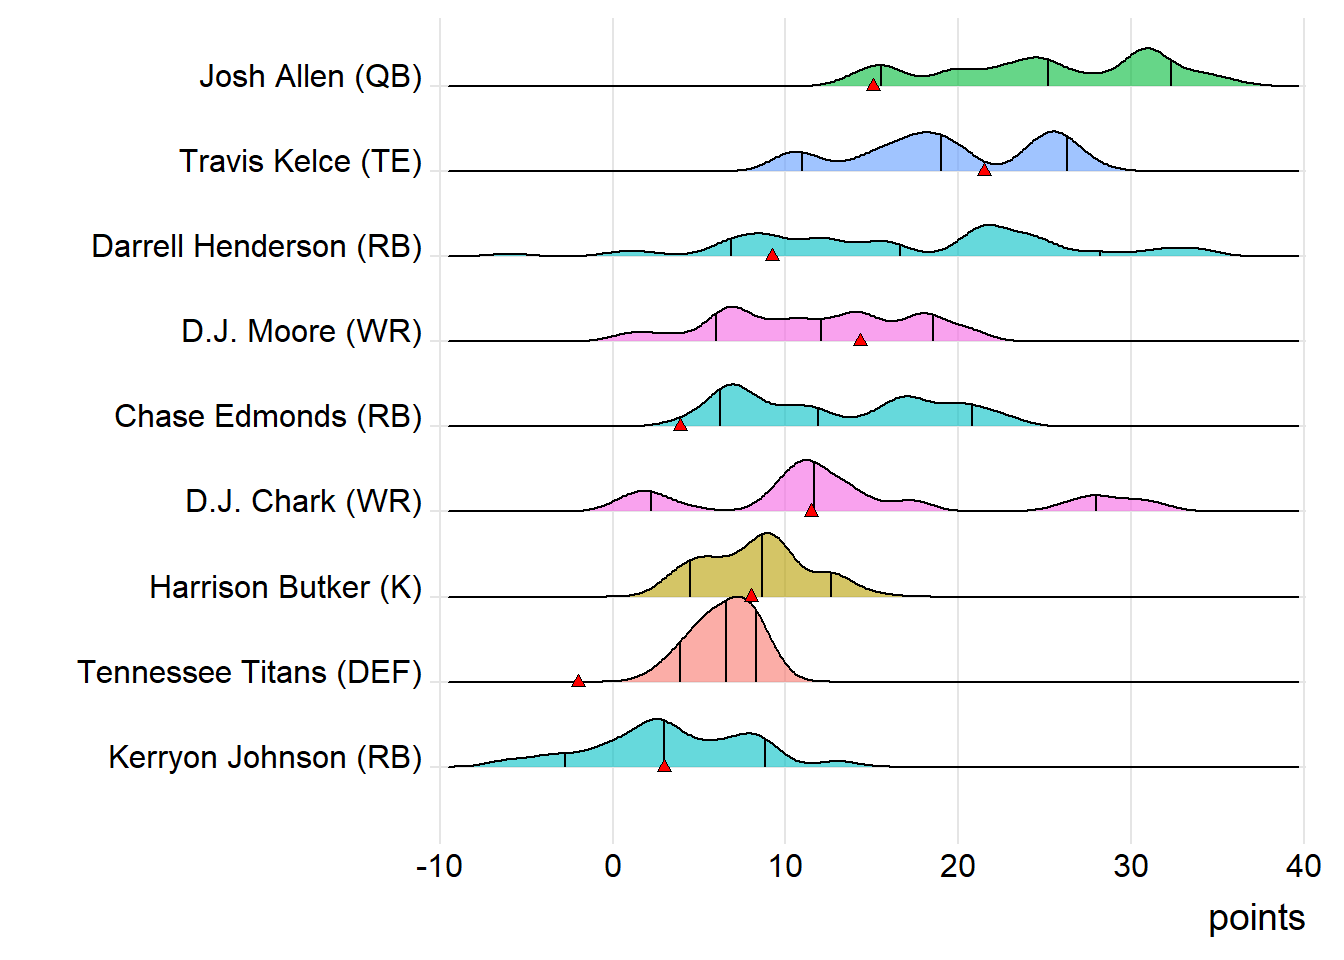 Josh Allen (QB)
Travis Kelce (TE)
Darrell Henderson (RB)
D.J. Moore (WR)
Chase Edmonds (RB)
D.J. Chark (WR)
Harrison Butker (K)
Tennessee Titans (DEF)
Kerryon Johnson (RB)
-10 0 10 20 30 40
points